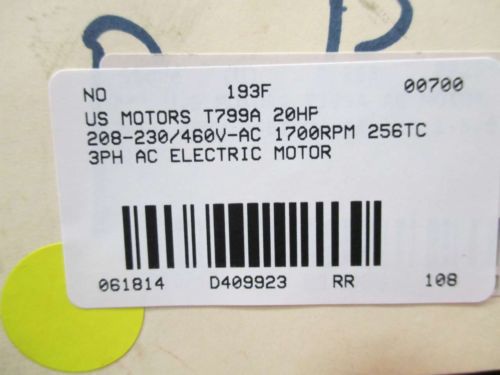 NO 193F 00700
US MOTORS T799A 20HP
208-230/460V-AC 1700RPM 256TC
3PH AC ELECTRIC MOTOR
061814 D409923 RR 108